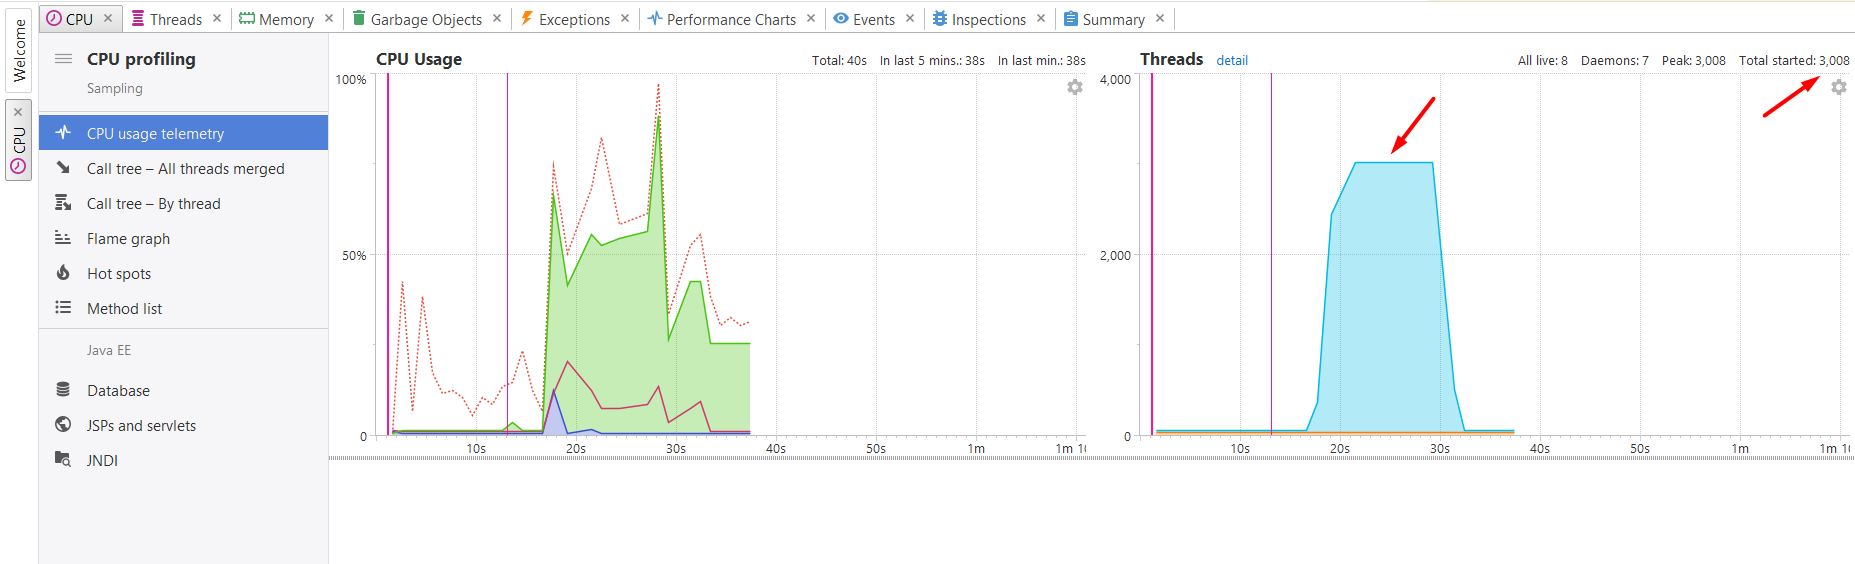 Welcome
CPU
CPU
Threads
Memory
Garbage Objects
Exceptions
Performance Charts
Events
Inspections
Summary
CPU profiling
Sampling
CPU usage telemetry
Call tree – All threads merged
Call tree – By thread
Flame graph
Hot spots
Method list
Java EE
Database
JSPs and servlets
JNDI
CPU Usage
Total: 40s In last 5 mins.: 38s In last min.: 38s
100%
50%
0
10s 20s 30s 40s 50s 1m 1m 10
Threads detail
All live: 8 Daemons: 7 Peak: 3,008 Total started: 3,008
4,000
2,000
0
10s 20s 30s 40s 50s 1m 1m 10